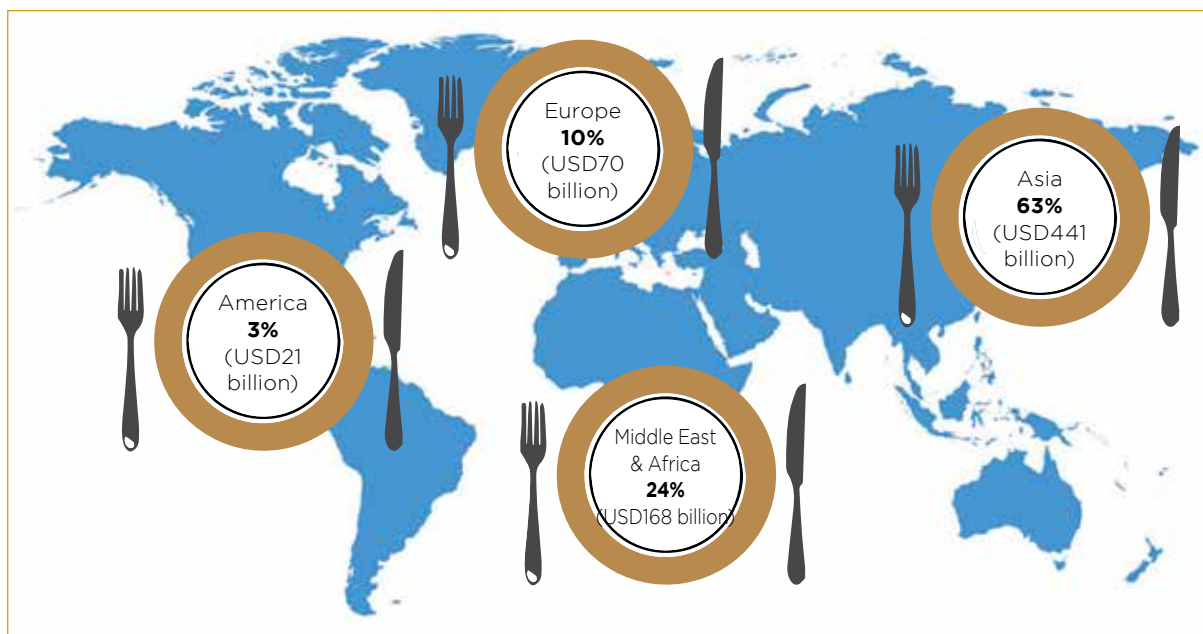 Europe
10%
(USD70
billion)
Asia
63%
(USD441
billion)
America
3%
(USD21
billion)
Middle East
& Africa
24%
(USD168 billion)